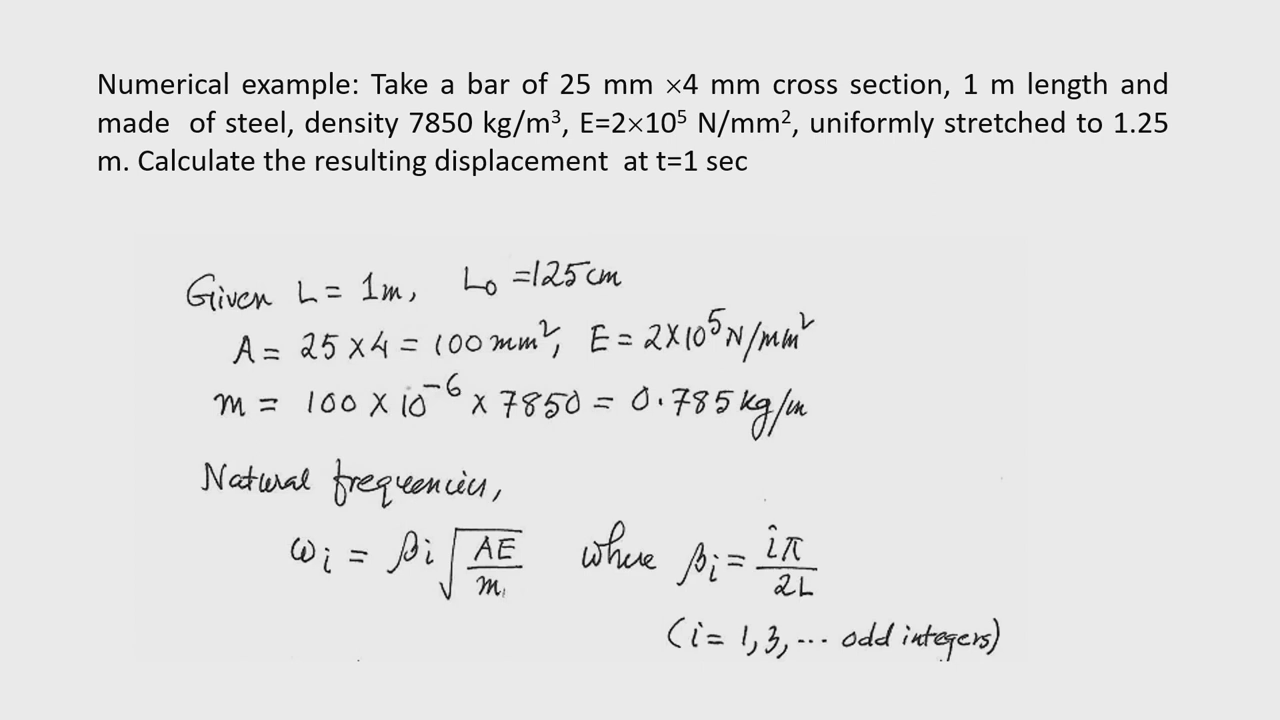 Numerical example: Take a bar of 25 mm ×4 mm cross section, 1 m length and
made of steel, density 7850 kg/m³, E=2×10⁵ N/mm², uniformly stretched to 1.25
m. Calculate the resulting displacement at t=1 sec
Given L = 1m, L₀ =125cm
A = 25 × 4 = 100 mm², E = 2×10⁵ N/mm²
m = 100 × 10⁻⁶ × 7850 = 0.785 kg/m
Natural frequencies,
ωᵢ = βᵢ √(AE/m) where βᵢ = iπ/2L
(i = 1, 3, ... odd integers)